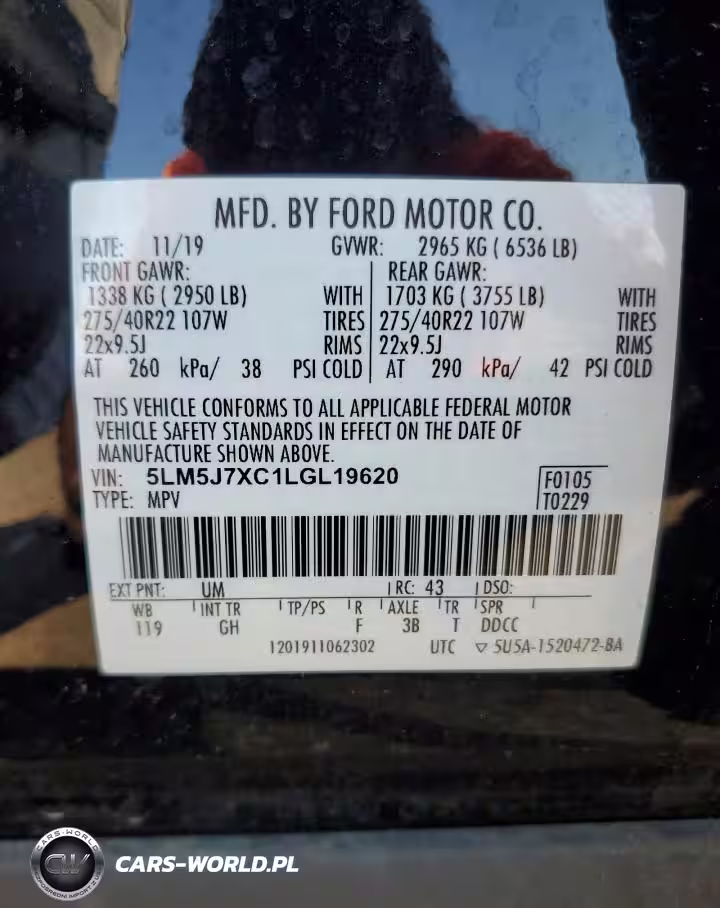 MFD. BY FORD MOTOR CO.
DATE: 11/19 GVWR: 2965 KG ( 6536 LB)
FRONT GAWR: REAR GAWR:
1338 KG ( 2950 LB) WITH 1703 KG ( 3755 LB) WITH
275/40R22 107W TIRES 275/40R22 107W TIRES
22x9.5J RIMS 22x9.5J RIMS
AT 260 kPa/ 38 PSI COLD AT 290 kPa/ 42 PSI COLD
THIS VEHICLE CONFORMS TO ALL APPLICABLE FEDERAL MOTOR
VEHICLE SAFETY STANDARDS IN EFFECT ON THE DATE OF
MANUFACTURE SHOWN ABOVE.
VIN: 5LM5J7XC1LGL19620 F0105
TYPE: MPV T0229
EXT PNT: UM RC: 43 DSO:
WB INT TR TP/PS R AXLE TR SPR
119 GH F 3B T DDCC
1201911062302 UTC ▽ 5U5A-1520472-BA
CARS-WORLD
CW
CARS-WORLD.PL